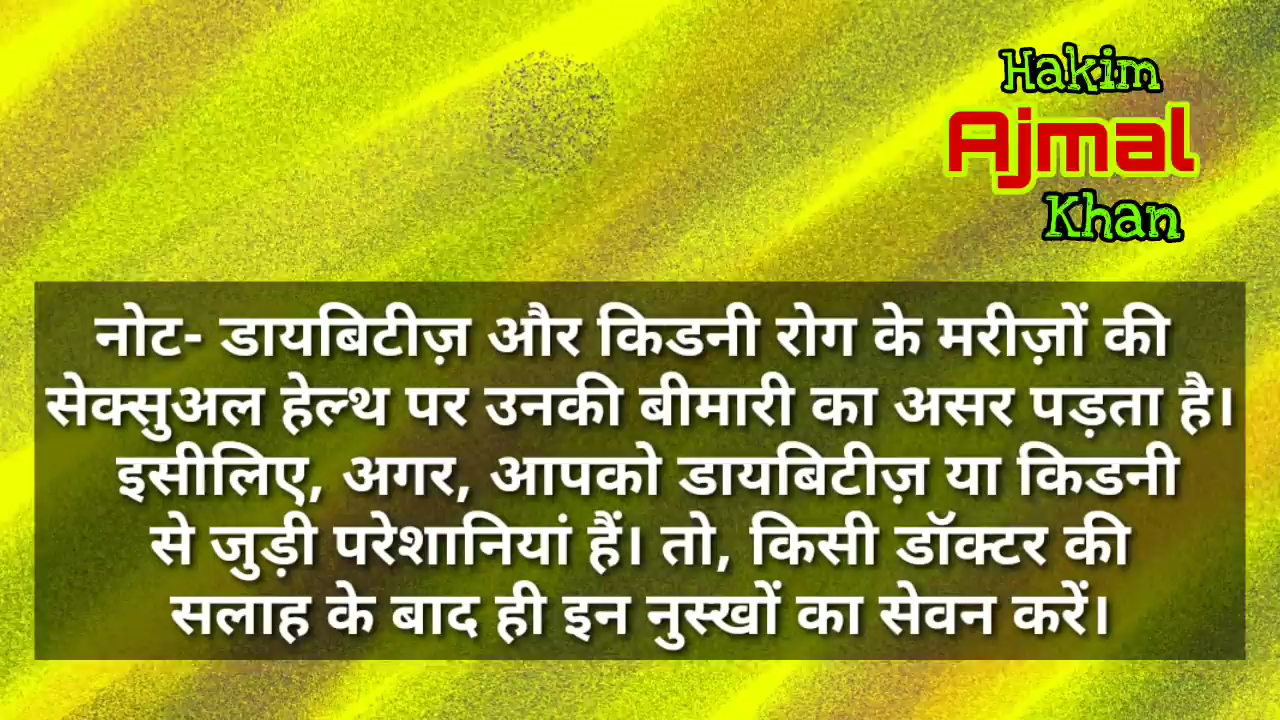 Hakim
Ajmal
Khan
नोट- डायबिटीज़ और किडनी रोग के मरीज़ों की
सेक्सुअल हेल्थ पर उनकी बीमारी का असर पड़ता है।
इसीलिए, अगर, आपको डायबिटीज़ या किडनी
से जुड़ी परेशानियां हैं। तो, किसी डॉक्टर की
सलाह के बाद ही इन नुस्खों का सेवन करें।